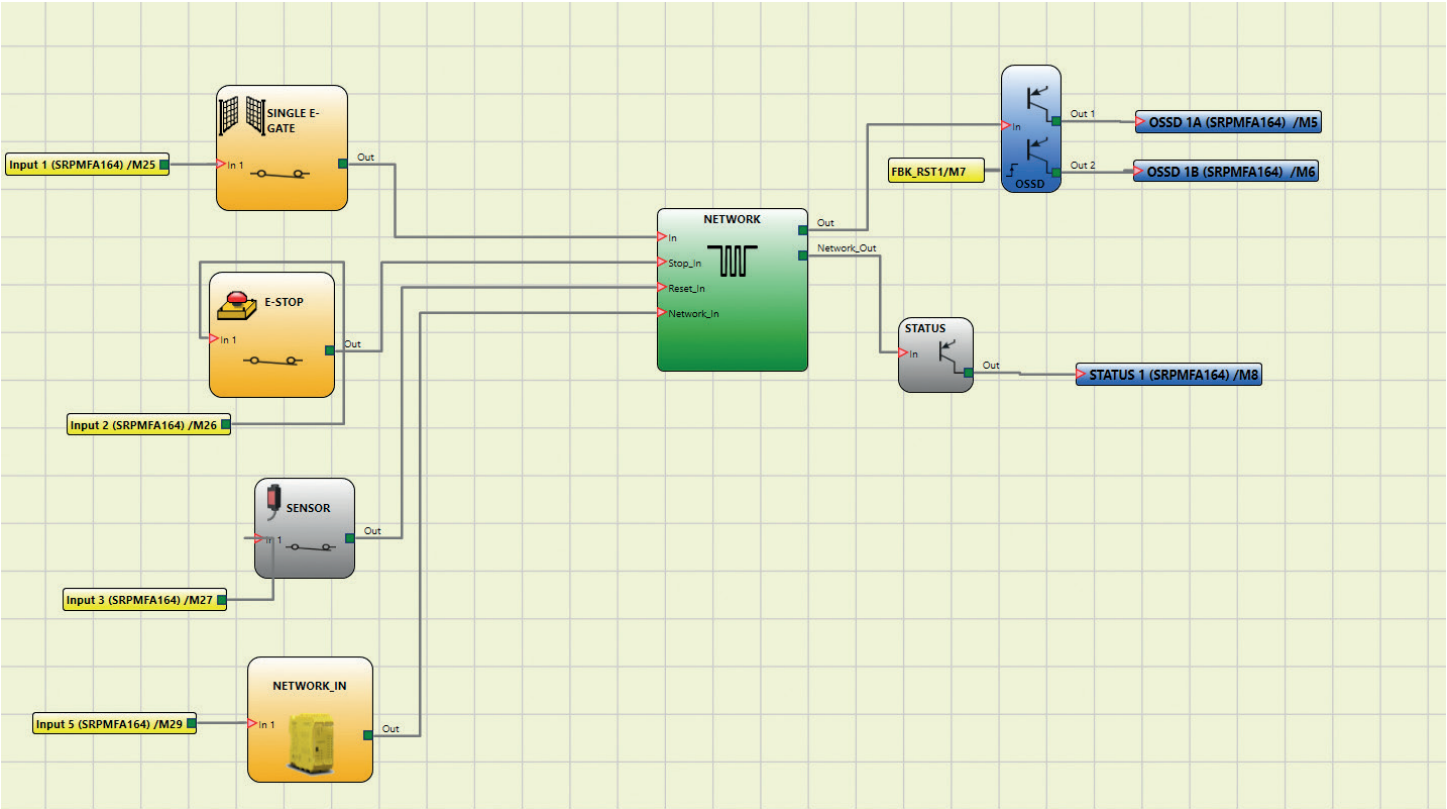 SINGLE E-
GATE
Input 1 (SRPMFA164) /M25
In 1
Out
E-STOP
In 1
Out
Input 2 (SRPMFA164) /M26
SENSOR
In 1
Out
Input 3 (SRPMFA164) /M27
NETWORK_IN
Input 5 (SRPMFA164) /M29
In 1
Out
NETWORK
In
Stop_In
Reset_In
Network_In
Out
Network_Out
In
OSSD
FBK_RST1/M7
Out 1
OSSD 1A (SRPMFA164) /M5
Out 2
OSSD 1B (SRPMFA164) /M6
STATUS
In
Out
STATUS 1 (SRPMFA164) /M8